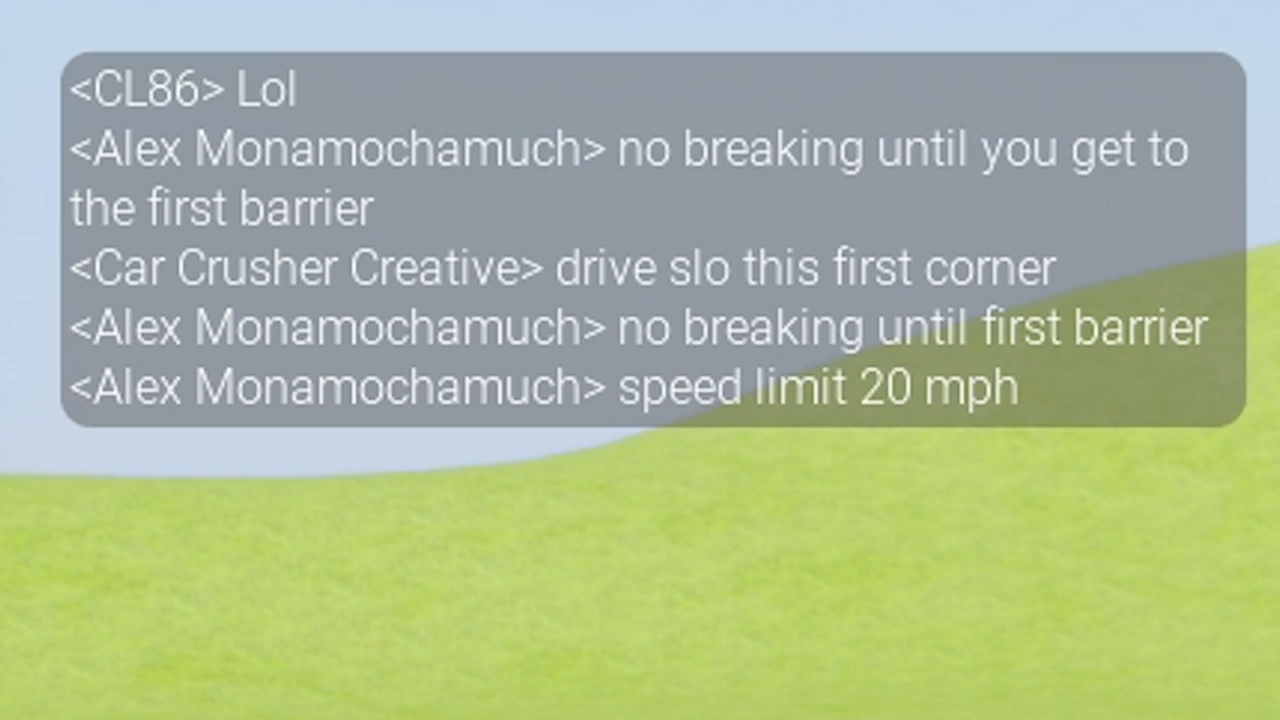 <CL86> Lol
<Alex Monamochamuch> no breaking until you get to
the first barrier
<Car Crusher Creative> drive slo this first corner
<Alex Monamochamuch> no breaking until first barrier
<Alex Monamochamuch> speed limit 20 mph